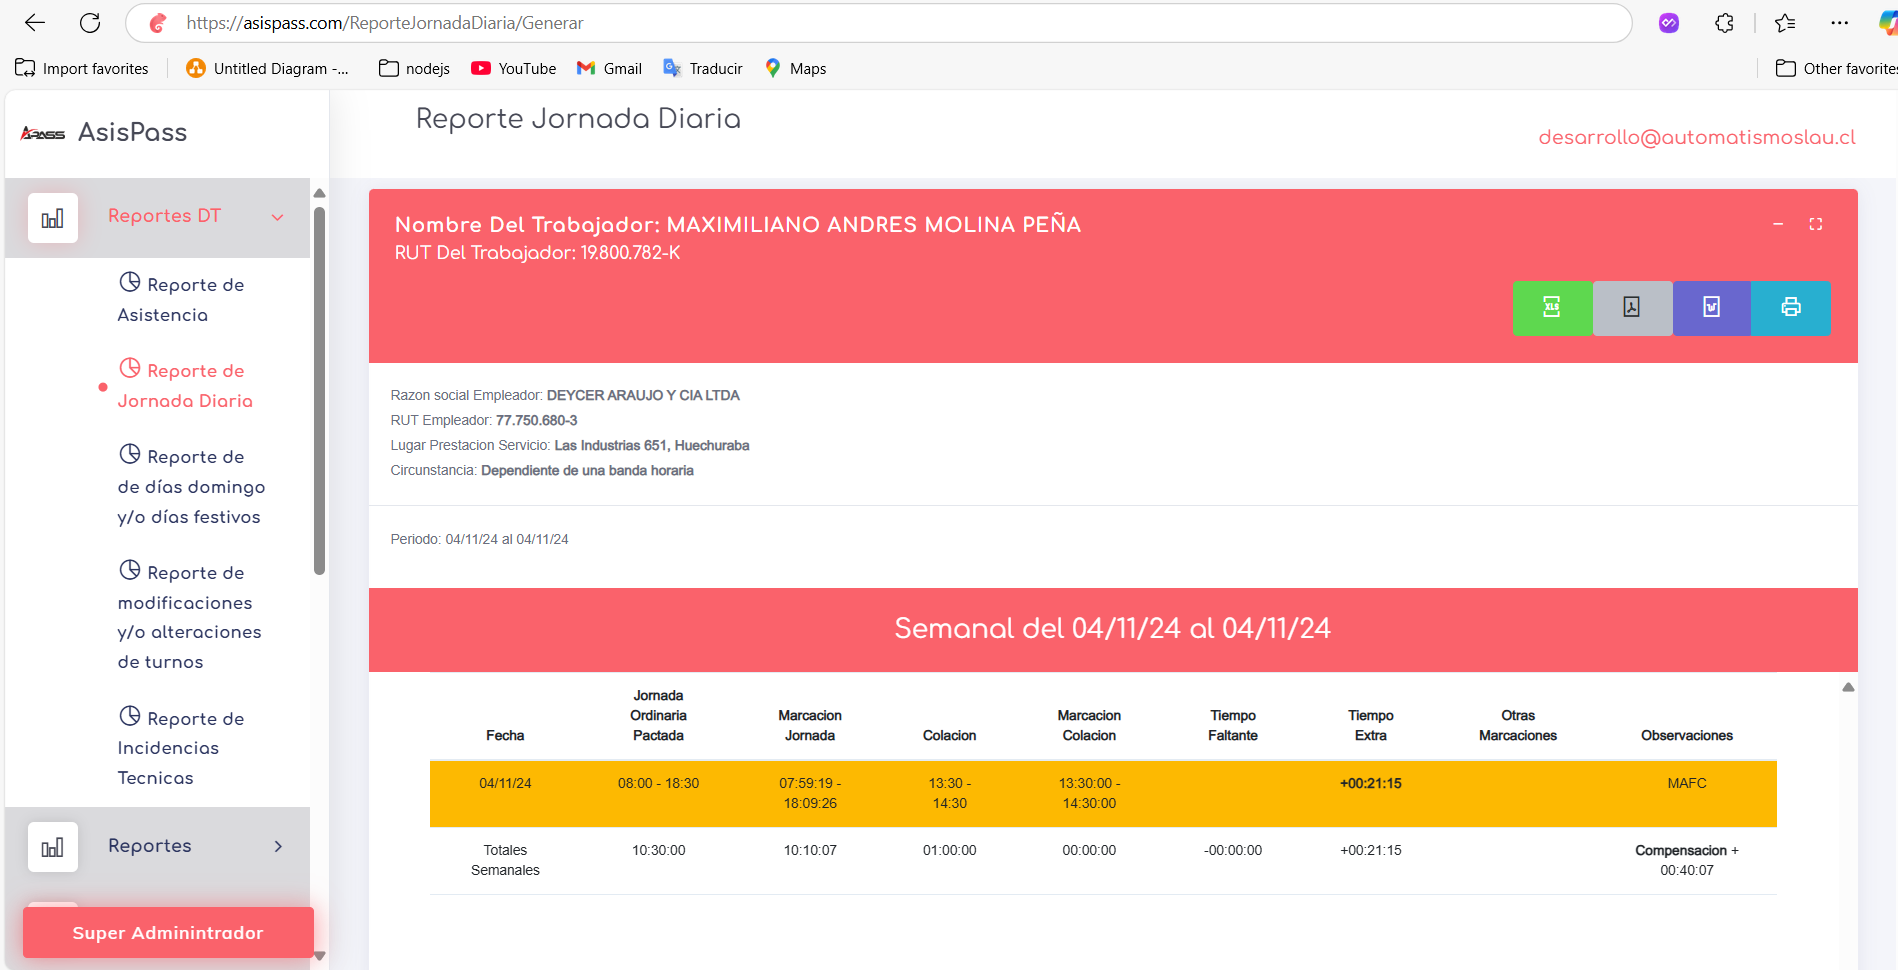 https://asispass.com/ReporteJornadaDiaria/Generar
Import favorites
Untitled Diagram -...
nodejs
YouTube
Gmail
Traducir
Maps
Other favorites
APASS AsisPass
Reporte Jornada Diaria
desarrollo@automatismoslau.cl
Reportes DT
Reporte de
Asistencia
Reporte de
Jornada Diaria
Reporte de
de días domingo
y/o días festivos
Reporte de
modificaciones
y/o alteraciones
de turnos
Reporte de
Incidencias
Tecnicas
Reportes
Super Adminintrador
Nombre Del Trabajador: MAXIMILIANO ANDRES MOLINA PEÑA
RUT Del Trabajador: 19.800.782-K
XLS
Razon social Empleador: DEYCER ARAUJO Y CIA LTDA
RUT Empleador: 77.750.680-3
Lugar Prestacion Servicio: Las Industrias 651, Huechuraba
Circunstancia: Dependiente de una banda horaria
Periodo: 04/11/24 al 04/11/24
Semanal del 04/11/24 al 04/11/24
Fecha
Jornada
Ordinaria
Pactada
Marcacion
Jornada
Colacion
Marcacion
Colacion
Tiempo
Faltante
Tiempo
Extra
Otras
Marcaciones
Observaciones
04/11/24
08:00 - 18:30
07:59:19 -
18:09:26
13:30 -
14:30
13:30:00 -
14:30:00
+00:21:15
MAFC
Totales
Semanales
10:30:00
10:10:07
01:00:00
00:00:00
-00:00:00
+00:21:15
Compensacion +
00:40:07